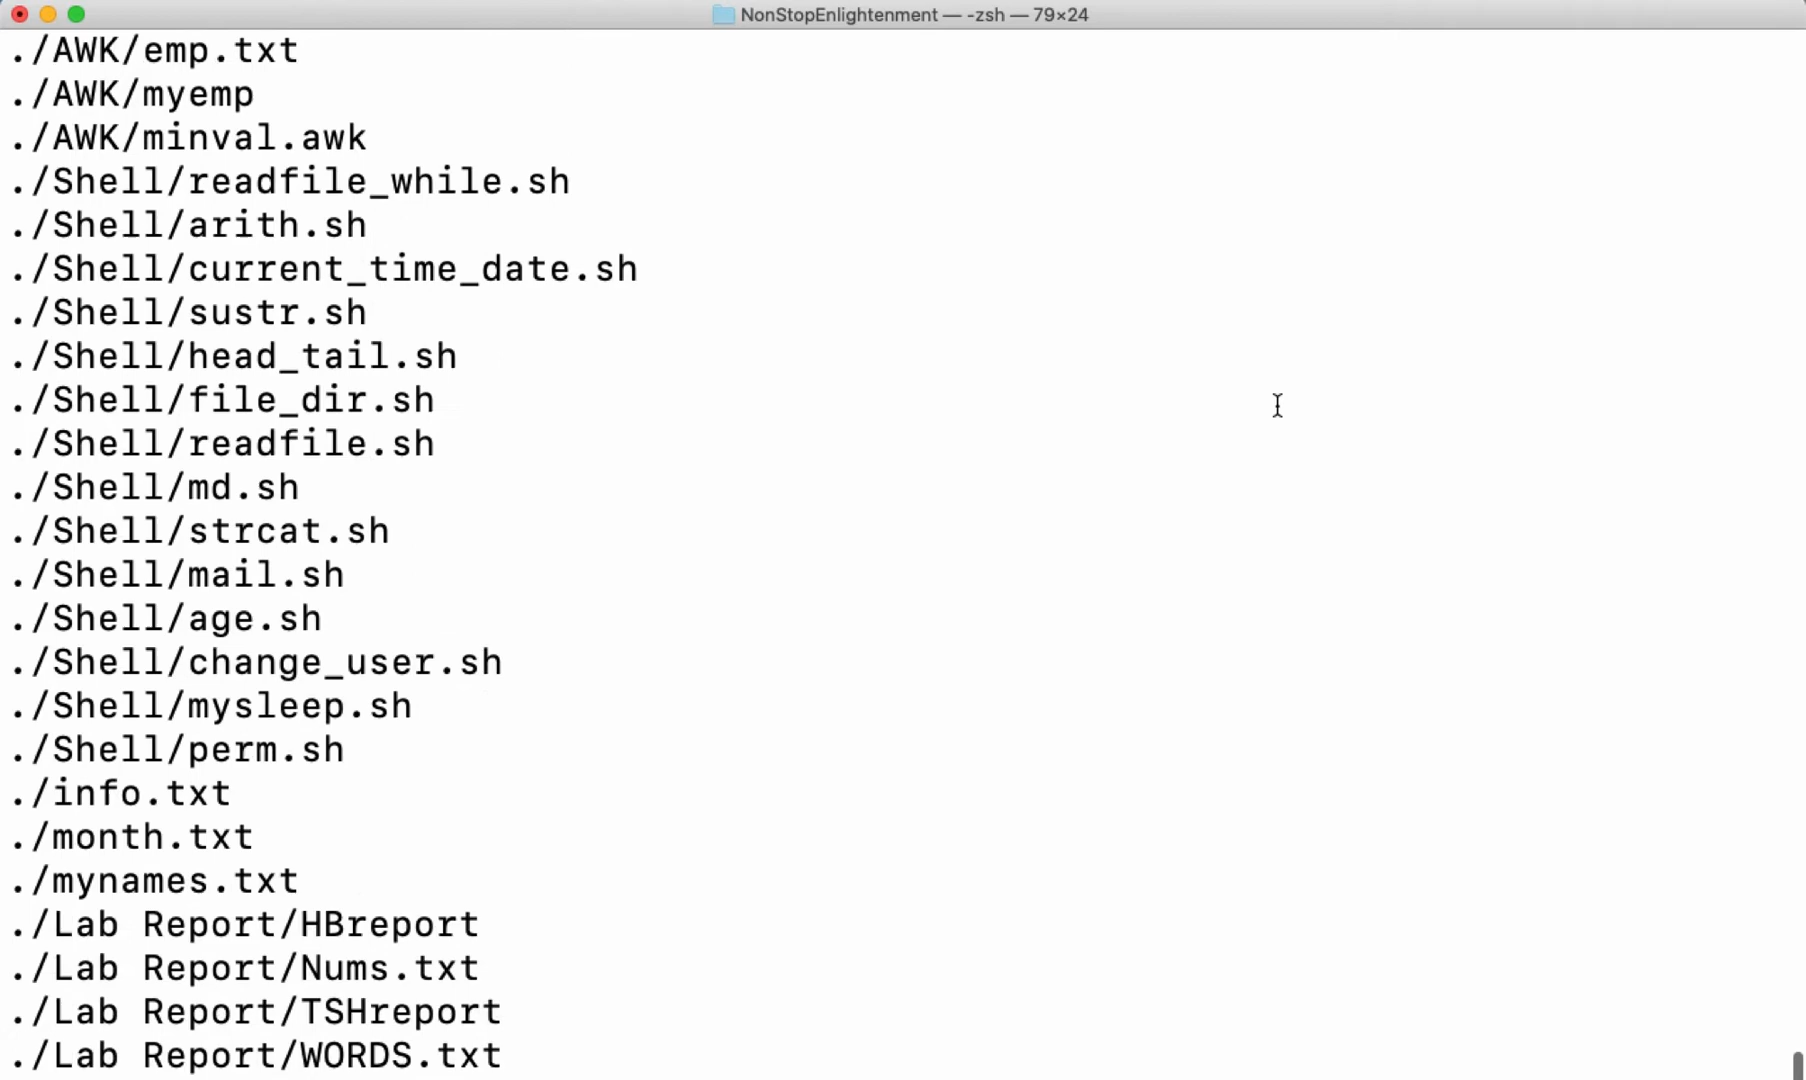 NonStopEnlightenment — -zsh — 79×24
./AWK/emp.txt
./AWK/myemp
./AWK/minval.awk
./Shell/readfile_while.sh
./Shell/arith.sh
./Shell/current_time_date.sh
./Shell/sustr.sh
./Shell/head_tail.sh
./Shell/file_dir.sh
./Shell/readfile.sh
./Shell/md.sh
./Shell/strcat.sh
./Shell/mail.sh
./Shell/age.sh
./Shell/change_user.sh
./Shell/mysleep.sh
./Shell/perm.sh
./info.txt
./month.txt
./mynames.txt
./Lab Report/HBreport
./Lab Report/Nums.txt
./Lab Report/TSHreport
./Lab Report/WORDS.txt